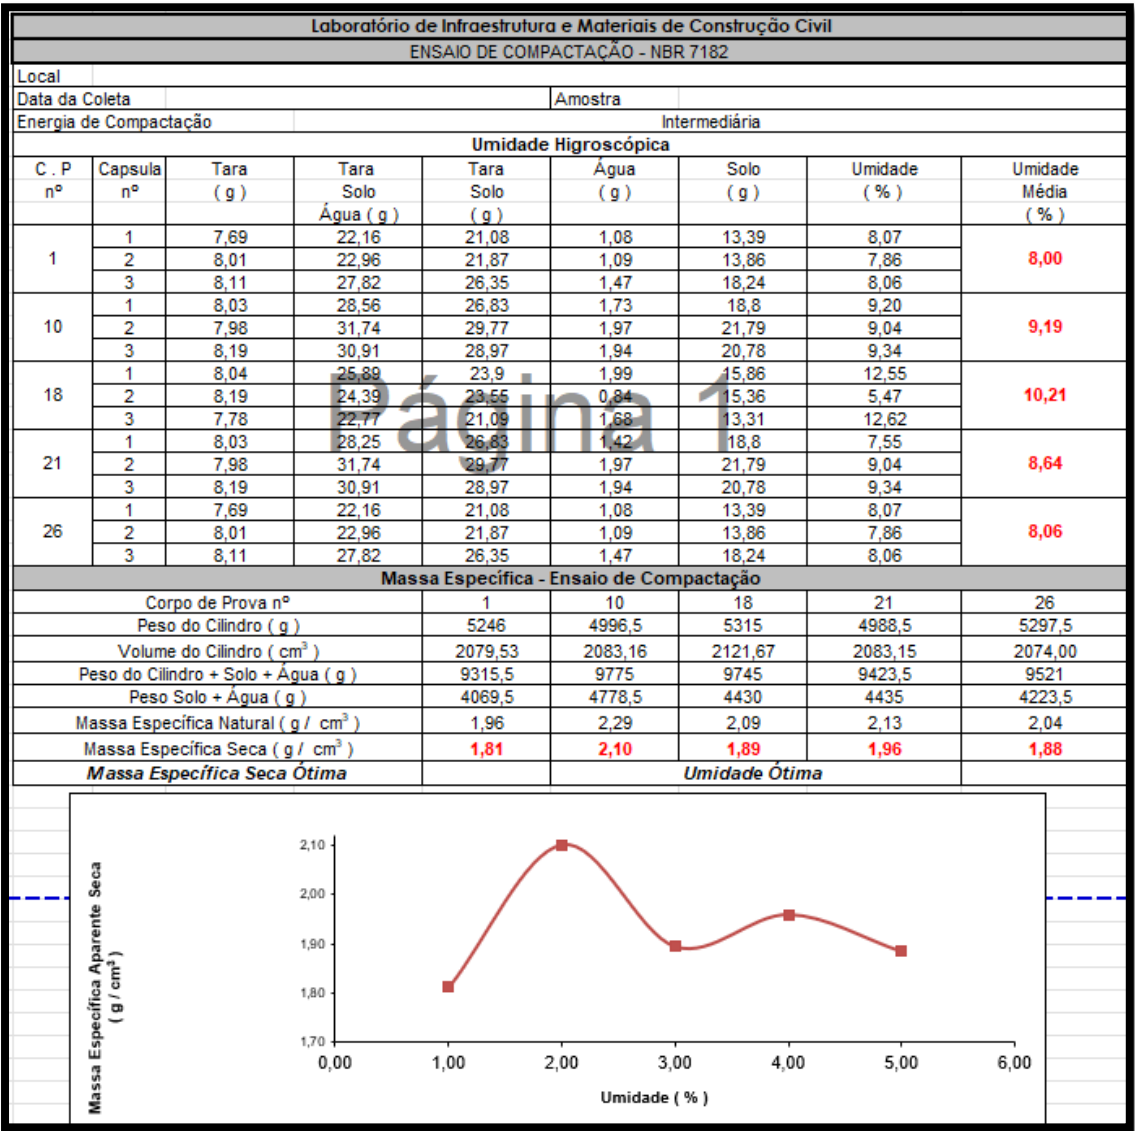 Laboratório de Infraestrutura e Materiais de Construção Civil
ENSAIO DE COMPACTAÇÃO - NBR 7182
Local
Data da Coleta Amostra
Energia de Compactação Intermediária
Umidade Higroscópica
C . P Capsula Tara Tara Tara Água Solo Umidade Umidade
nº nº ( g ) Solo Solo ( g ) ( g ) ( % ) Média
Água ( g ) ( g ) ( % )
1 7,69 22,16 21,08 1,08 13,39 8,07
1 2 8,01 22,96 21,87 1,09 13,86 7,86 8,00
3 8,11 27,82 26,35 1,47 18,24 8,06
1 8,03 28,56 26,83 1,73 18,8 9,20
10 2 7,98 31,74 29,77 1,97 21,79 9,04 9,19
3 8,19 30,91 28,97 1,94 20,78 9,34
1 8,04 25,89 23,9 1,99 15,86 12,55
18 2 8,19 24,39 23,55 0,84 15,36 5,47 10,21
3 7,78 22,77 21,09 1,68 13,31 12,62
Página 1
1 8,03 28,25 26,83 1,42 18,8 7,55
21 2 7,98 31,74 29,77 1,97 21,79 9,04 8,64
3 8,19 30,91 28,97 1,94 20,78 9,34
1 7,69 22,16 21,08 1,08 13,39 8,07
26 2 8,01 22,96 21,87 1,09 13,86 7,86 8,06
3 8,11 27,82 26,35 1,47 18,24 8,06
Massa Específica - Ensaio de Compactação
Corpo de Prova nº 1 10 18 21 26
Peso do Cilindro ( g ) 5246 4996,5 5315 4988,5 5297,5
Volume do Cilindro ( cm³ ) 2079,53 2083,16 2121,67 2083,15 2074,00
Peso do Cilindro + Solo + Água ( g ) 9315,5 9775 9745 9423,5 9521
Peso Solo + Água ( g ) 4069,5 4778,5 4430 4435 4223,5
Massa Específica Natural ( g / cm³ ) 1,96 2,29 2,09 2,13 2,04
Massa Específica Seca ( g / cm³ ) 1,81 2,10 1,89 1,96 1,88
Massa Específica Seca Ótima Umidade Ótima
Massa Específica Aparente Seca
( g / cm³ )
2,10
2,00
1,90
1,80
1,70
0,00 1,00 2,00 3,00 4,00 5,00 6,00
Umidade ( % )